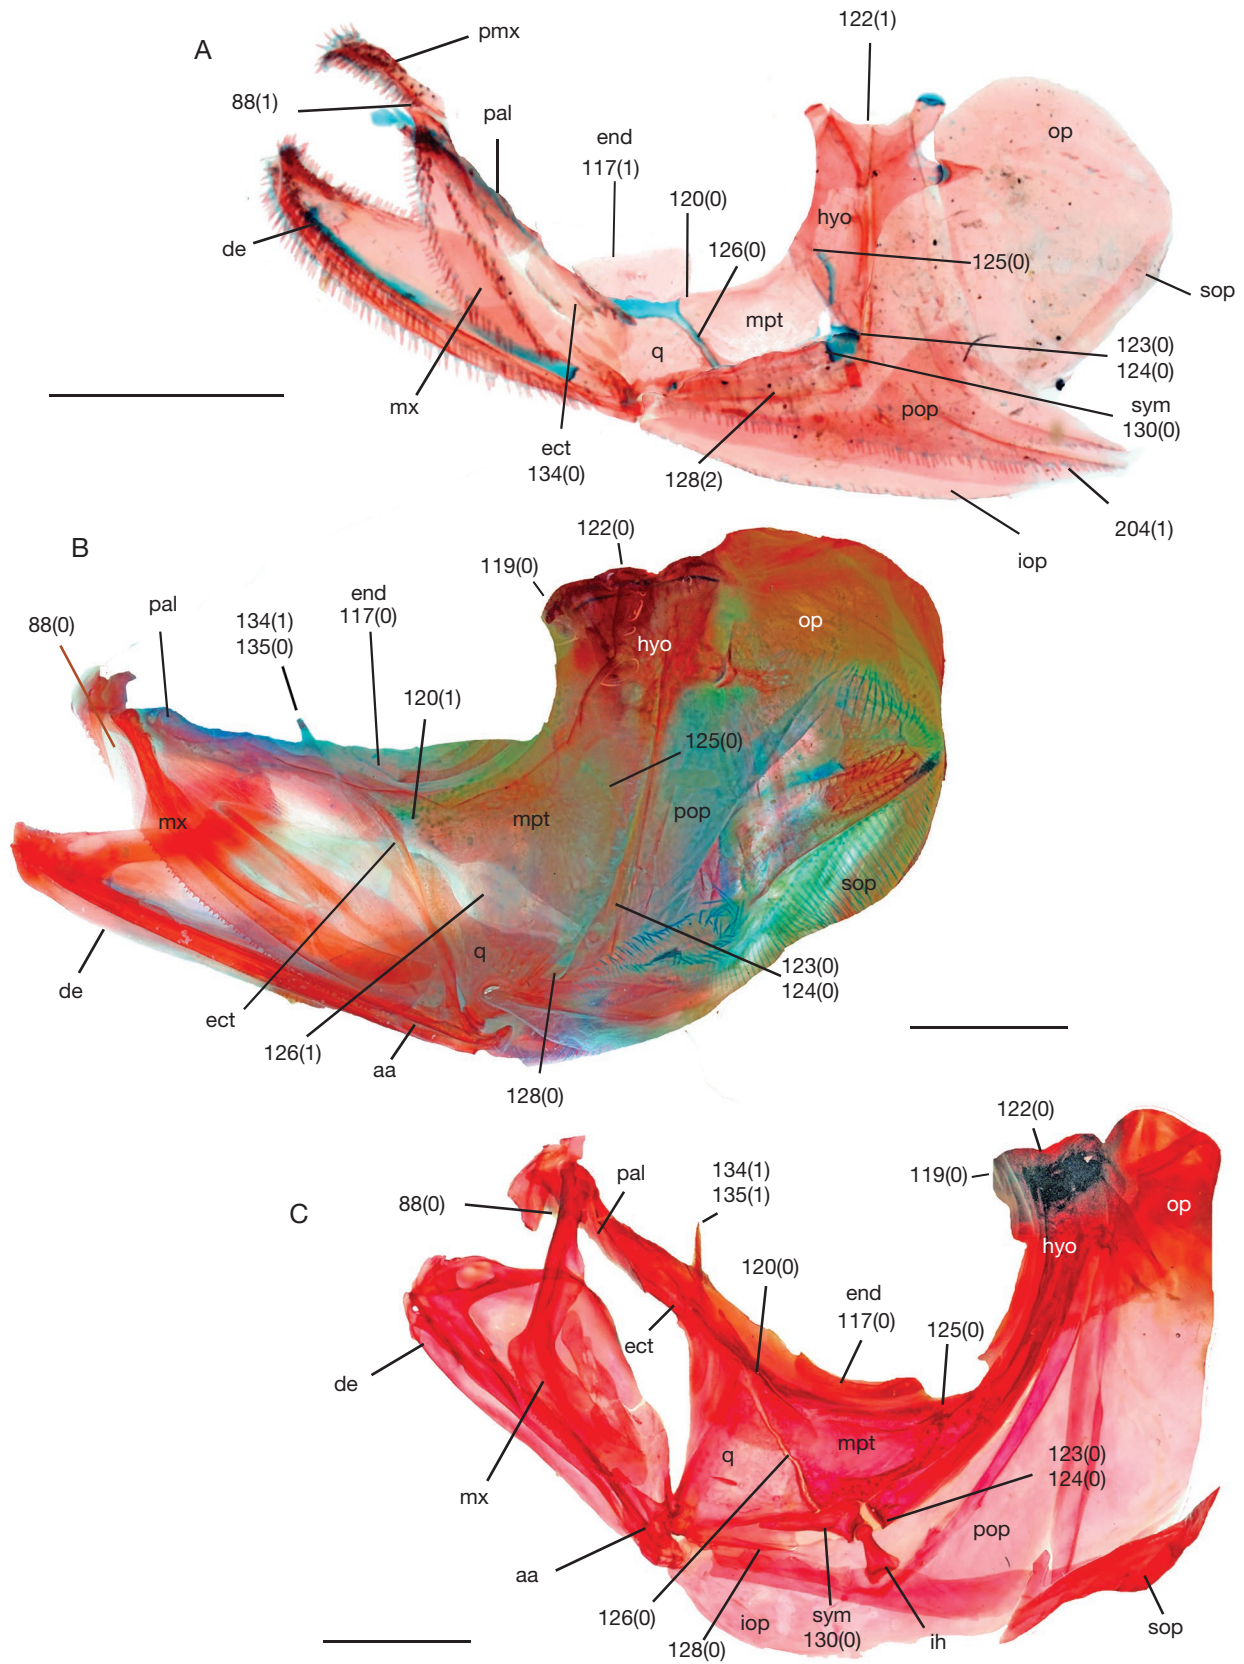 A
pmx
122(1)
88(1)
pal
end
117(1)
op
120(0)
hyo
126(0)
de
125(0)
sop
mpt
q
123(0)
124(0)
mx
pop
sym
130(0)
ect
134(0)
128(2)
204(1)
iop
B
122(0)
119(0)
end
117(0)
pal
134(1)
135(0)
88(0)
op
hyo
120(1)
125(0)
mx
mpt
pop
sop
q
123(0)
124(0)
de
ect
126(1)
aa
128(0)
C
122(0)
134(1)
135(1)
pal
119(0)
88(0)
op
hyo
120(0)
end
117(0)
125(0)
ect
de
mpt
q
123(0)
124(0)
mx
pop
aa
126(0)
iop
sym
130(0)
128(0)
ih
sop